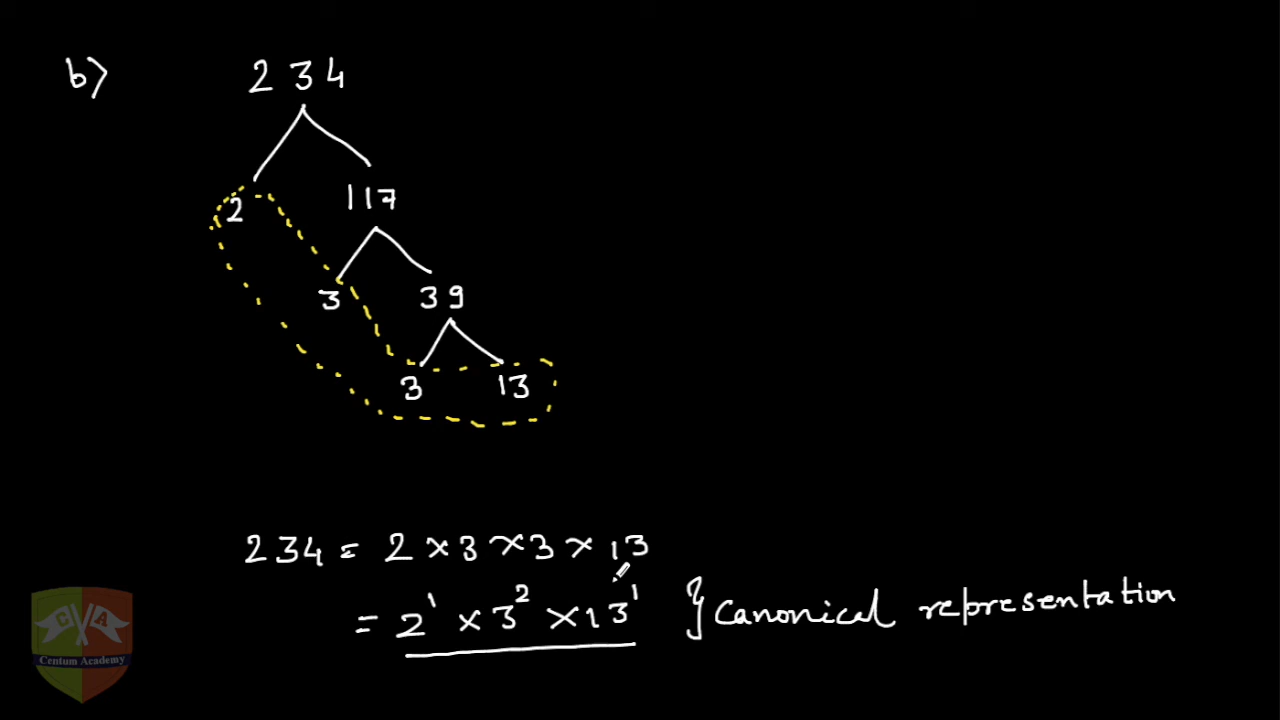 b) 234
2 117
3 39
3 13
234 = 2 × 3 × 3 × 13
= 2¹ × 3² × 13¹ } Canonical representation
C A
Centum Academy